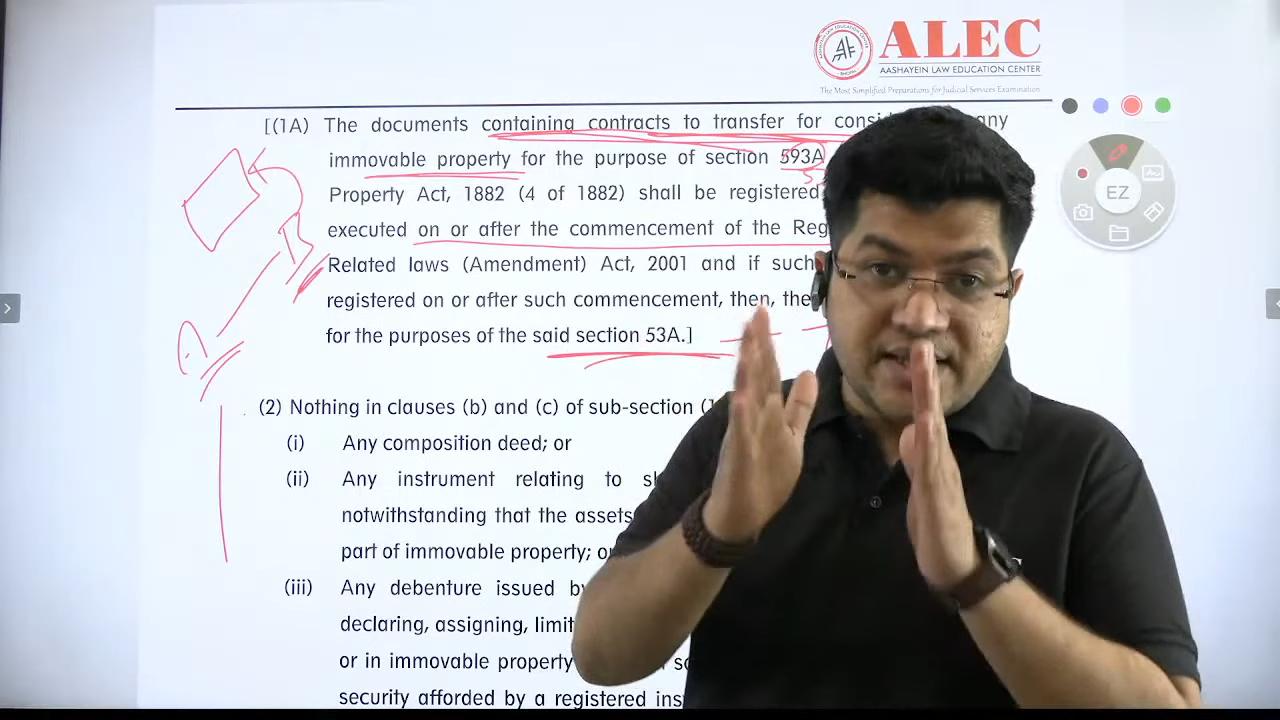 ALEC
AASHAYEIN LAW EDUCATION CENTER
The Most Simplified Preparations for Judicial Services Examination
[(1A) The documents containing contracts to transfer for any
immovable property for the purpose of section 593A
Property Act, 1882 (4 of 1882) shall be registered
executed on or after the commencement of the
Related laws (Amendment) Act, 2001 and if such
registered on or after such commencement, then, the
for the purposes of the said section 53A.]
(2) Nothing in clauses (b) and (c) of sub-section
(i) Any composition deed; or
(ii) Any instrument relating to
notwithstanding that the assets
part of immovable property; or
(iii) Any debenture issued
declaring, assigning,
or in immovable property
security afforded by a registered
EZ
A
B